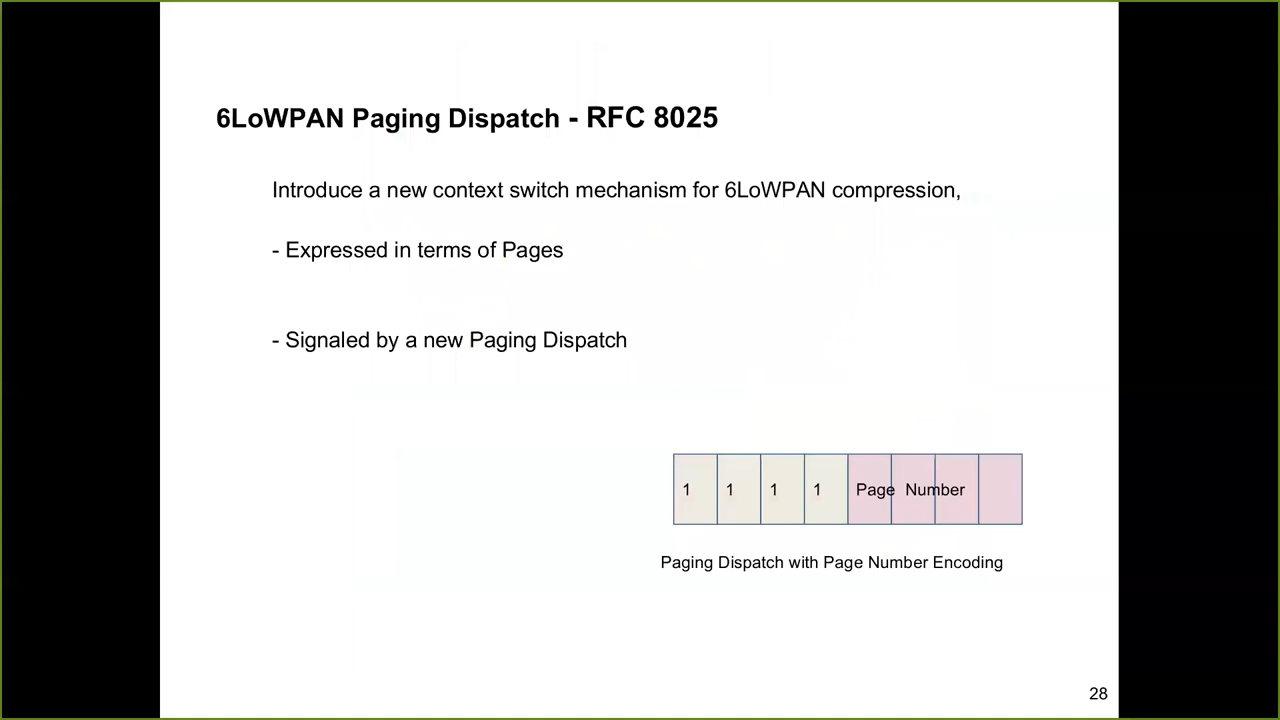 6LoWPAN Paging Dispatch - RFC 8025
Introduce a new context switch mechanism for 6LoWPAN compression,
- Expressed in terms of Pages
- Signaled by a new Paging Dispatch
1 1 1 1 Page Number
Paging Dispatch with Page Number Encoding
28